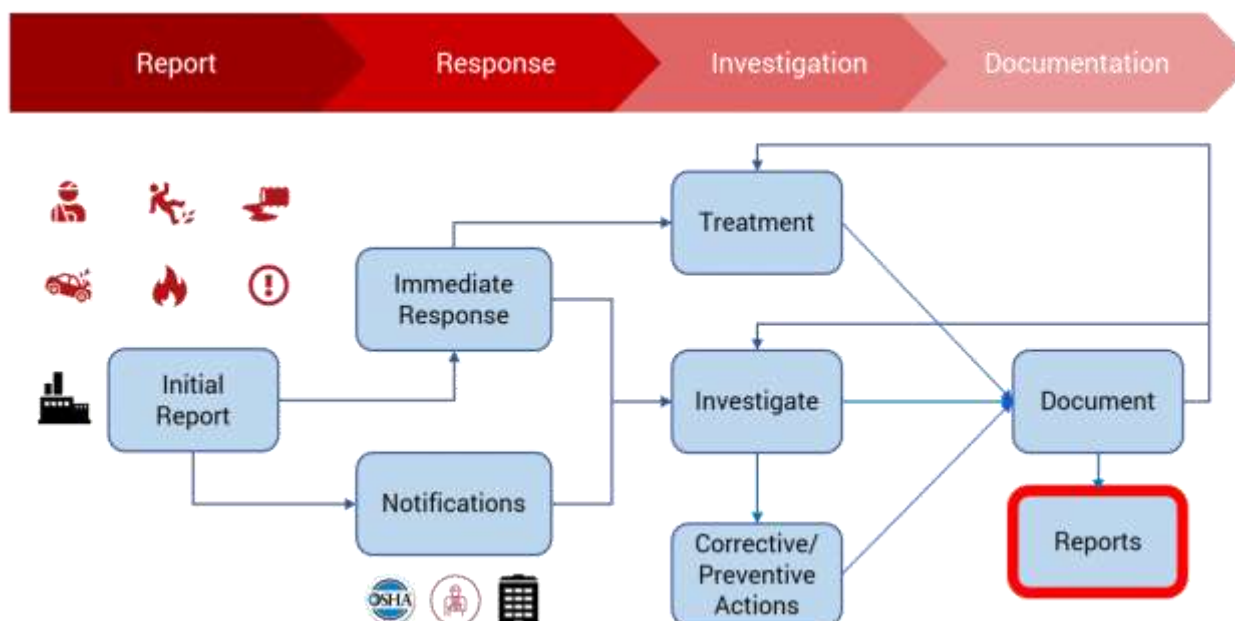 Report
Response
Investigation
Documentation
Treatment
Immediate
Response
Initial
Report
Investigate
Document
Notifications
Reports
Corrective/
Preventive
Actions
OSHA